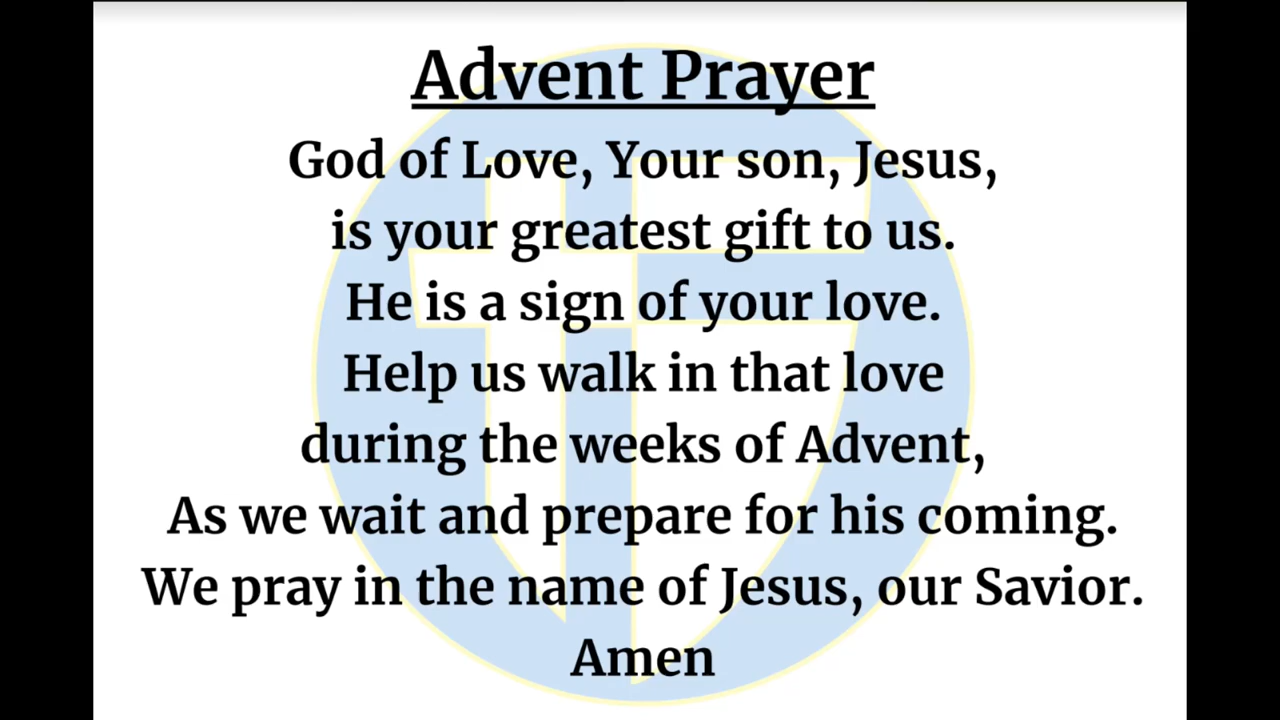 Advent Prayer
God of Love, Your son, Jesus,
is your greatest gift to us.
He is a sign of your love.
Help us walk in that love
during the weeks of Advent,
As we wait and prepare for his coming.
We pray in the name of Jesus, our Savior.
Amen